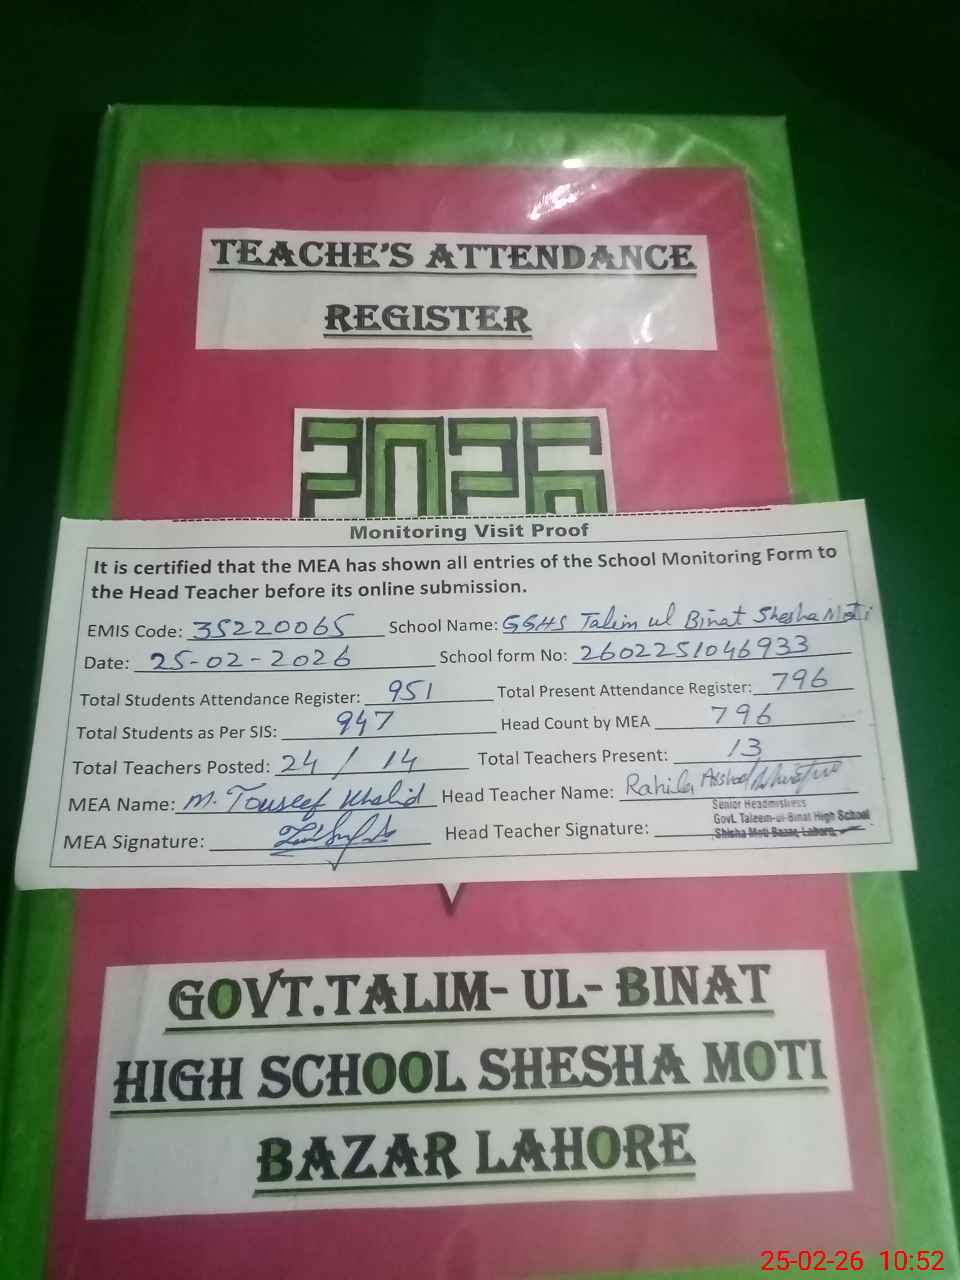 TEACHE'S ATTENDANCE
REGISTER
2026
Monitoring Visit Proof
It is certified that the MEA has shown all entries of the School Monitoring Form to
the Head Teacher before its online submission.
EMIS Code: 35220065 School Name: GGHS Talim ul Binat Shesha Moti
Date: 25-02-2026 School form No: 2602251046933
Total Students Attendance Register: 951 Total Present Attendance Register: 796
Total Students as Per SIS: 947 Head Count by MEA 796
Total Teachers Posted: 24 / 14 Total Teachers Present: 13
MEA Name: M. Touseef Khalid Head Teacher Name: Rahila Arshad
Senior Headmistress
Govt. Taleem-ul-Binat High School
Shisha Moti Bazar, Lahore.
MEA Signature: Head Teacher Signature:
GOVT.TALIM- UL- BINAT
HIGH SCHOOL SHESHA MOTI
BAZAR LAHORE
25-02-26 10:52